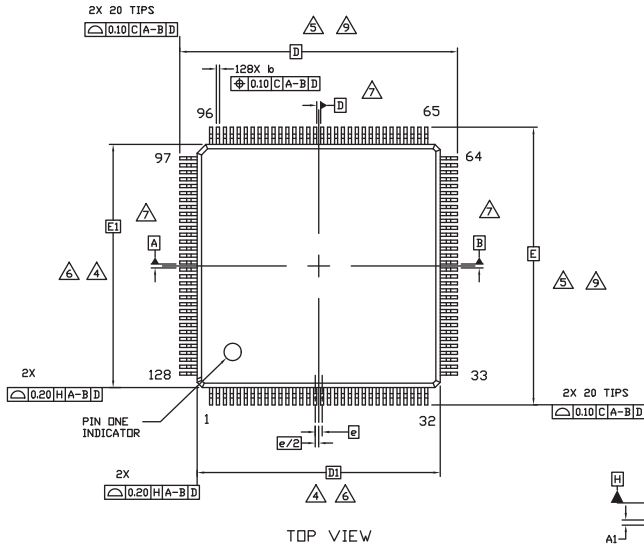 2X 20 TIPS
⌓ 0.10 C A-B D
5 9
D
128X b
⌖ 0.10 C A-B D
7
D
96
65
97
64
E1
7
7
A
B
E
6 4
5 9
2X
128
33
⌓ 0.20 H A-B D
2X 20 TIPS
⌓ 0.10 C A-B D
PIN ONE
INDICATOR
1
32
e
e/2
2X
D1
⌓ 0.20 H A-B D
4 6
H
TOP VIEW
A1